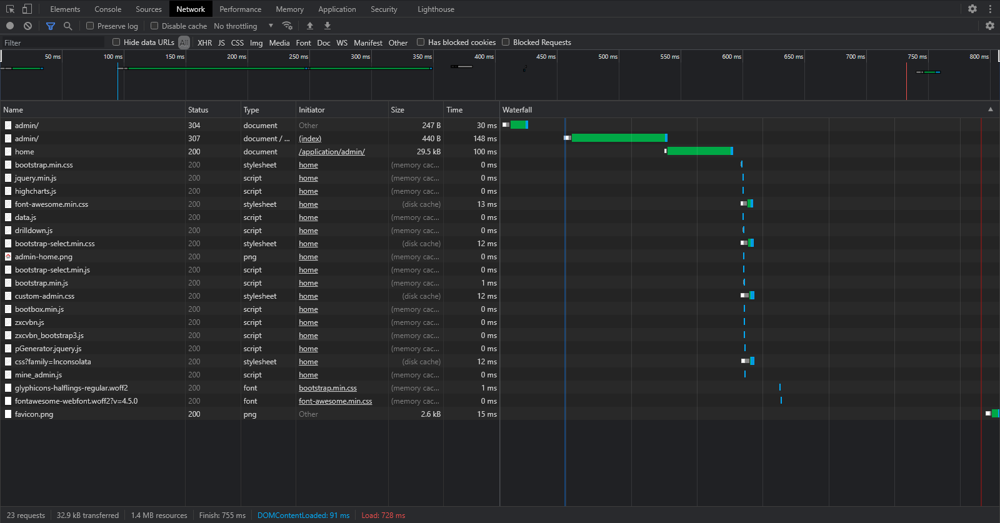 Elements Console Sources Network Performance Memory Application Security Lighthouse
Preserve log Disable cache No throttling
Filter Hide data URLs All XHR JS CSS Img Media Font Doc WS Manifest Other Has blocked cookies Blocked Requests
50 ms 100 ms 150 ms 200 ms 250 ms 300 ms 350 ms 400 ms 450 ms 500 ms 550 ms 600 ms 650 ms 700 ms 750 ms 800 ms
Name Status Type Initiator Size Time Waterfall
admin/ 304 document Other 247 B 30 ms
admin/ 307 document / ... (index) 440 B 148 ms
home 200 document /application/admin/ 29.5 kB 100 ms
bootstrap.min.css 200 stylesheet home (memory cac... 0 ms
jquery.min.js 200 script home (memory cac... 0 ms
highcharts.js 200 script home (memory cac... 0 ms
font-awesome.min.css 200 stylesheet home (disk cache) 13 ms
data.js 200 script home (memory cac... 0 ms
drilldown.js 200 script home (memory cac... 0 ms
bootstrap-select.min.css 200 stylesheet home (disk cache) 12 ms
admin-home.png 200 png home (memory cac... 0 ms
bootstrap-select.min.js 200 script home (memory cac... 0 ms
bootstrap.min.js 200 script home (memory cac... 1 ms
custom-admin.css 200 stylesheet home (disk cache) 12 ms
bootbox.min.js 200 script home (memory cac... 0 ms
zxcvbn.js 200 script home (memory cac... 0 ms
zxcvbn_bootstrap3.js 200 script home (memory cac... 0 ms
pGenerator.jquery.js 200 script home (memory cac... 0 ms
css?family=Inconsolata 200 stylesheet home (disk cache) 12 ms
mine_admin.js 200 script home (memory cac... 0 ms
glyphicons-halflings-regular.woff2 200 font bootstrap.min.css (memory cac... 1 ms
fontawesome-webfont.woff2?v=4.5.0 200 font font-awesome.min.css (memory cac... 0 ms
favicon.png 200 png Other 2.6 kB 15 ms
23 requests 32.9 kB transferred 1.4 MB resources Finish: 755 ms DOMContentLoaded: 91 ms Load: 728 ms